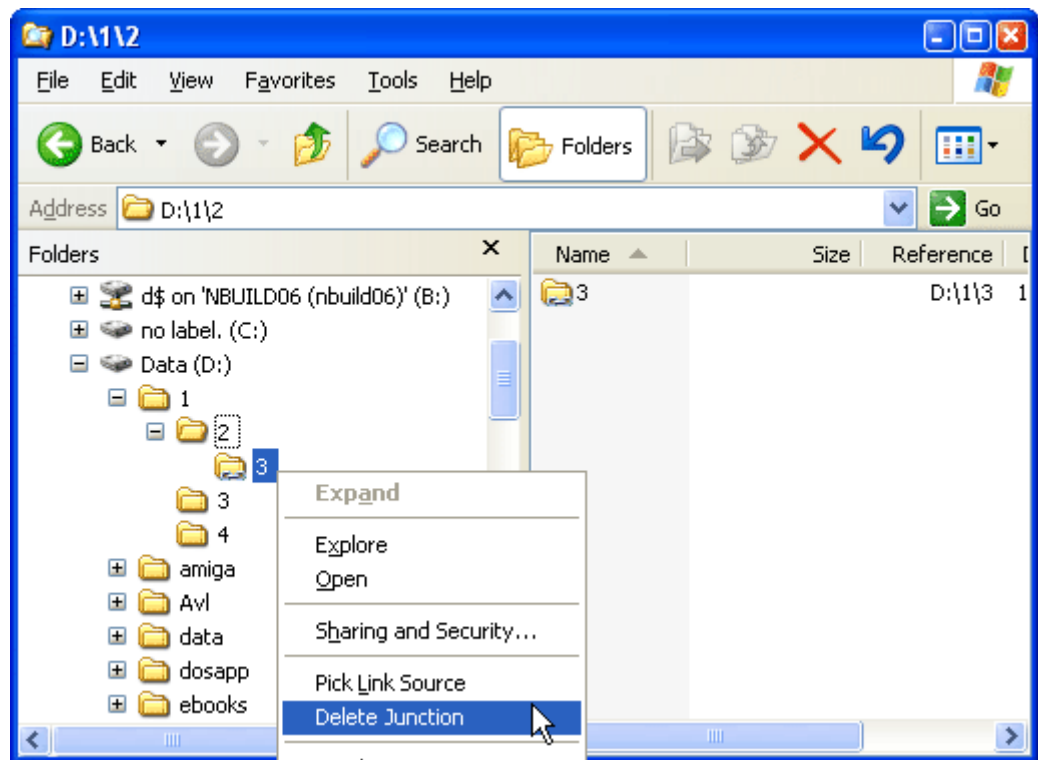 D:\1\2
File Edit View Favorites Tools Help
Back Search Folders
Address D:\1\2 Go
Folders Name Size Reference
d$ on 'NBUILD06 (nbuild06)' (B:) 3 D:\1\3 1
no label. (C:)
Data (D:)
1
2
3
3
4
amiga
Avl
data
dosapp
ebooks
Expand
Explore
Open
Sharing and Security...
Pick Link Source
Delete Junction